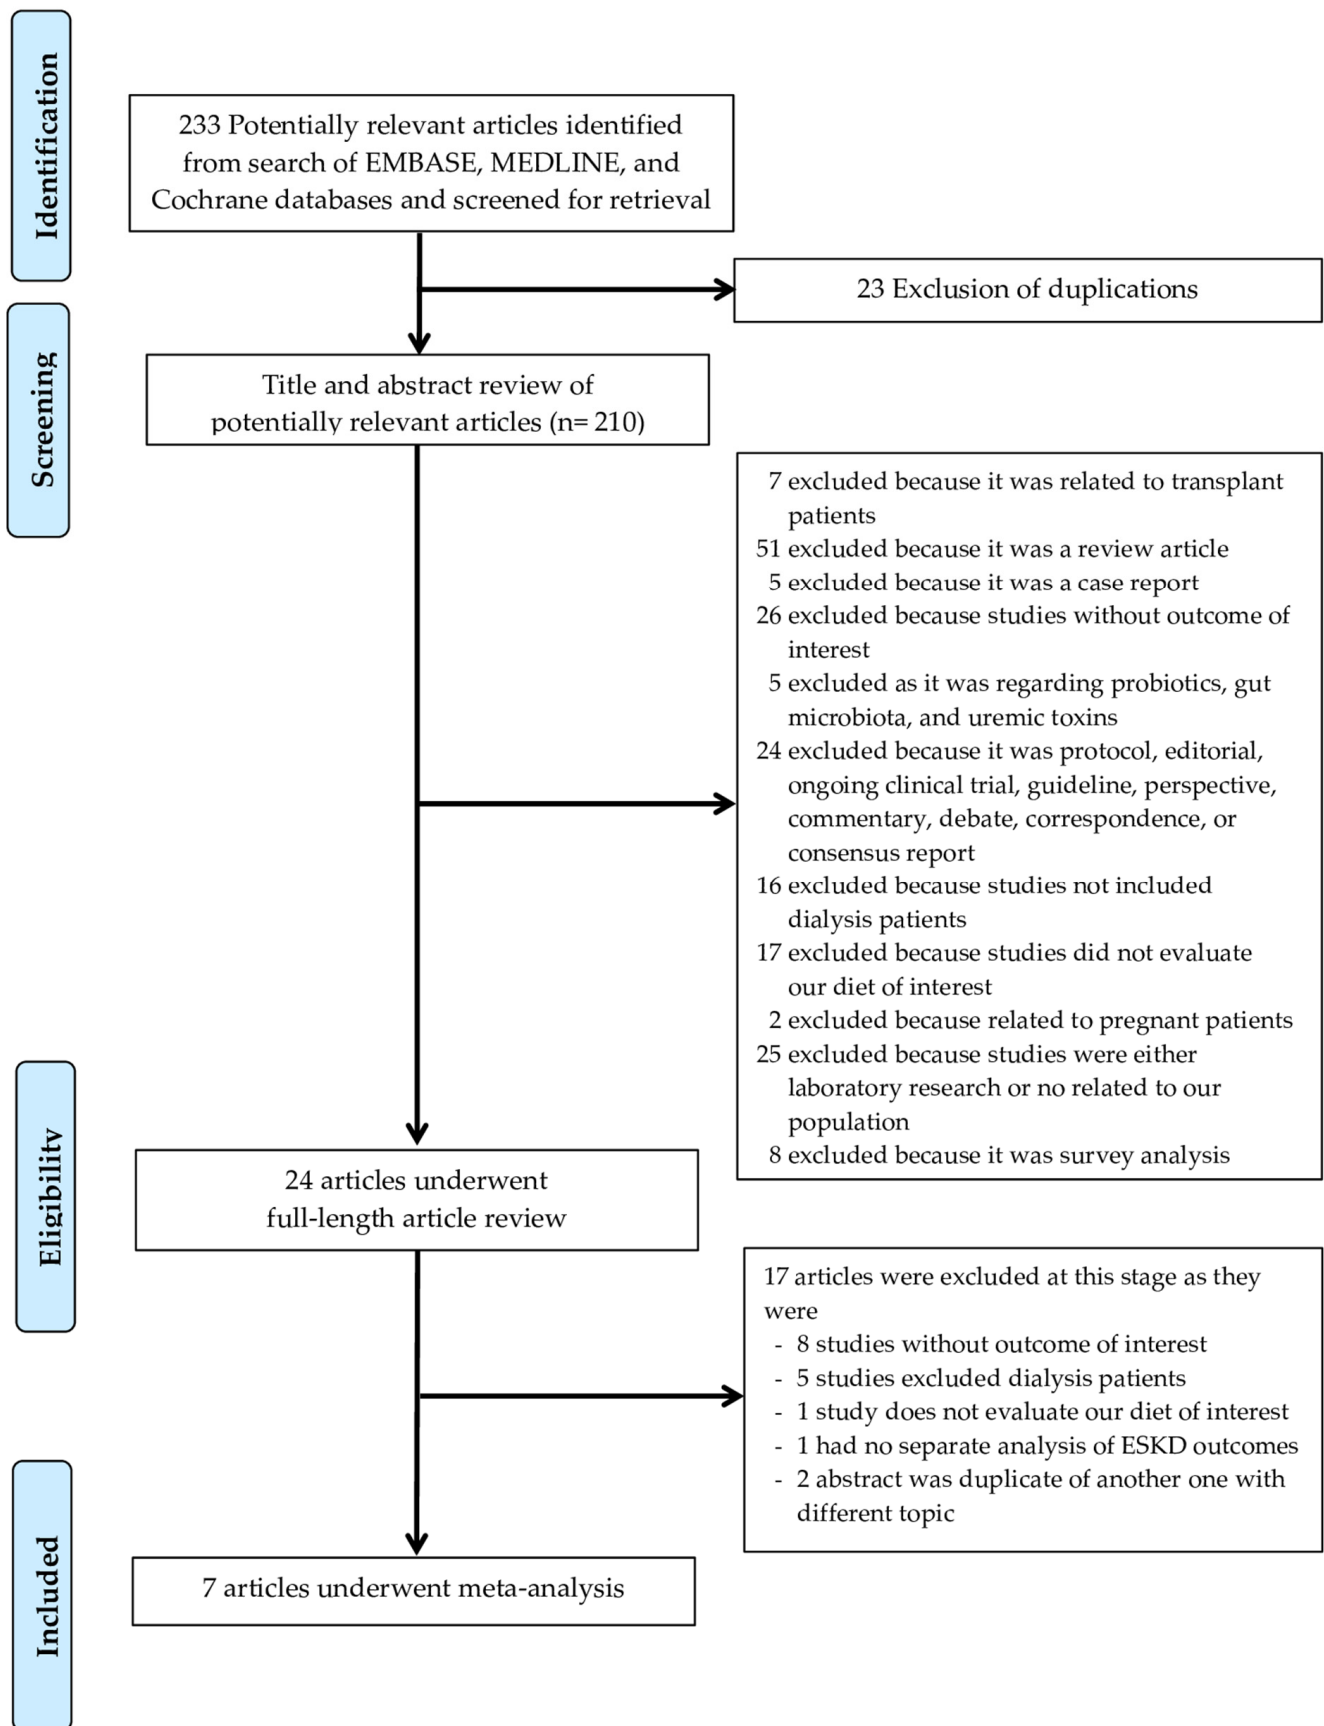 Identification
233 Potentially relevant articles identified
from search of EMBASE, MEDLINE, and
Cochrane databases and screened for retrieval
23 Exclusion of duplications
Screening
Title and abstract review of
potentially relevant articles (n= 210)
7 excluded because it was related to transplant
patients
51 excluded because it was a review article
5 excluded because it was a case report
26 excluded because studies without outcome of
interest
5 excluded as it was regarding probiotics, gut
microbiota, and uremic toxins
24 excluded because it was protocol, editorial,
ongoing clinical trial, guideline, perspective,
commentary, debate, correspondence, or
consensus report
16 excluded because studies not included
dialysis patients
17 excluded because studies did not evaluate
our diet of interest
2 excluded because related to pregnant patients
25 excluded because studies were either
laboratory research or no related to our
population
8 excluded because it was survey analysis
Eligibility
24 articles underwent
full-length article review
17 articles were excluded at this stage as they
were
- 8 studies without outcome of interest
- 5 studies excluded dialysis patients
- 1 study does not evaluate our diet of interest
- 1 had no separate analysis of ESKD outcomes
- 2 abstract was duplicate of another one with
different topic
Included
7 articles underwent meta-analysis